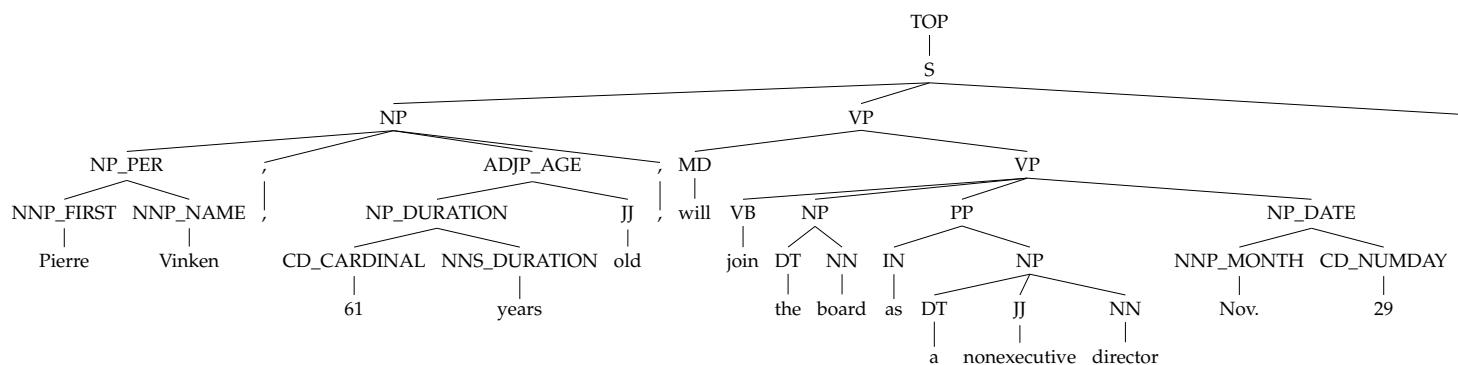 TOP
S
NP VP
NP_PER , ADJP_AGE , MD VP
NNP_FIRST NNP_NAME , NP_DURATION JJ , will VB NP PP NP_DATE
Pierre Vinken CD_CARDINAL NNS_DURATION old join DT NN IN NP NNP_MONTH CD_NUMDAY
61 years the board as DT JJ NN Nov. 29
a nonexecutive director